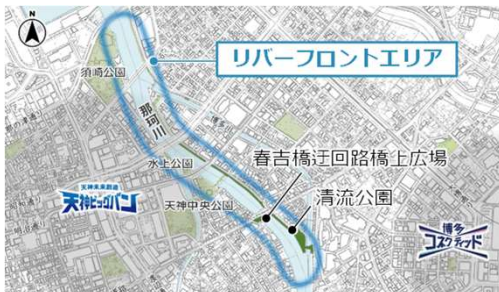 N
リバーフロントエリア
須崎公園
那珂川
博多川
水上公園
春吉橋迂回路橋上広場
清流公園
天神中央公園
天神未来創造
天神ビッグバン
博多
コネクティッド